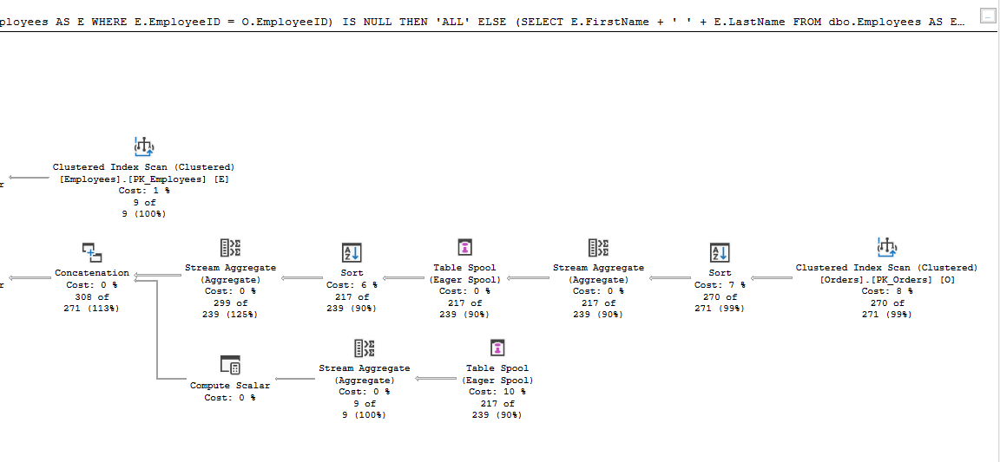 ployees AS E WHERE E.EmployeeID = O.EmployeeID) IS NULL THEN 'ALL' ELSE (SELECT E.FirstName + ' ' + E.LastName FROM dbo.Employees AS E…
...
Clustered Index Scan (Clustered)
[Employees].[PK_Employees] [E]
Cost: 1 %
9 of
9 (100%)
r
Concatenation
Cost: 0 %
308 of
271 (113%)
r
Stream Aggregate
(Aggregate)
Cost: 0 %
299 of
239 (125%)
Sort
Cost: 6 %
217 of
239 (90%)
Table Spool
(Eager Spool)
Cost: 0 %
217 of
239 (90%)
Stream Aggregate
(Aggregate)
Cost: 0 %
217 of
239 (90%)
Sort
Cost: 7 %
270 of
271 (99%)
Clustered Index Scan (Clustered)
[Orders].[PK_Orders] [O]
Cost: 8 %
270 of
271 (99%)
Compute Scalar
Cost: 0 %
Stream Aggregate
(Aggregate)
Cost: 0 %
9 of
9 (100%)
Table Spool
(Eager Spool)
Cost: 10 %
217 of
239 (90%)